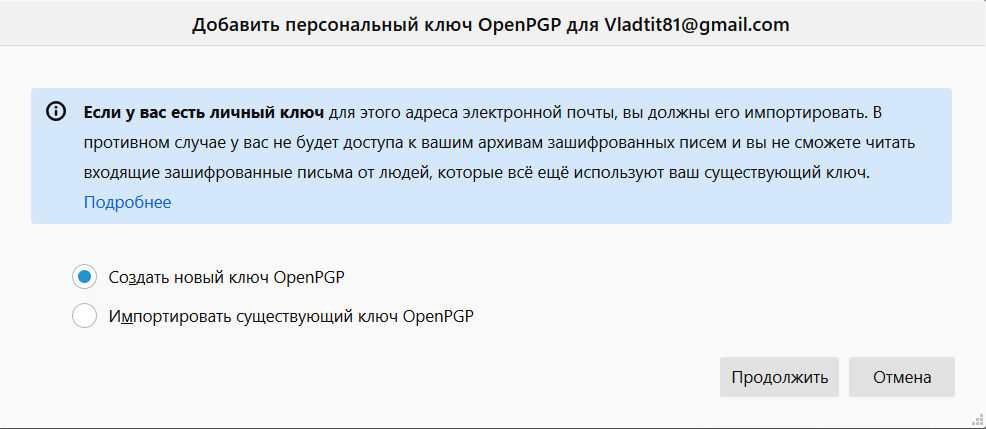 Добавить персональный ключ OpenPGP для Vladtit81@gmail.com
Если у вас есть личный ключ для этого адреса электронной почты, вы должны его импортировать. В
противном случае у вас не будет доступа к вашим архивам зашифрованных писем и вы не сможете читать
входящие зашифрованные письма от людей, которые всё ещё используют ваш существующий ключ.
Подробнее
Создать новый ключ OpenPGP
Импортировать существующий ключ OpenPGP
Продолжить
Отмена